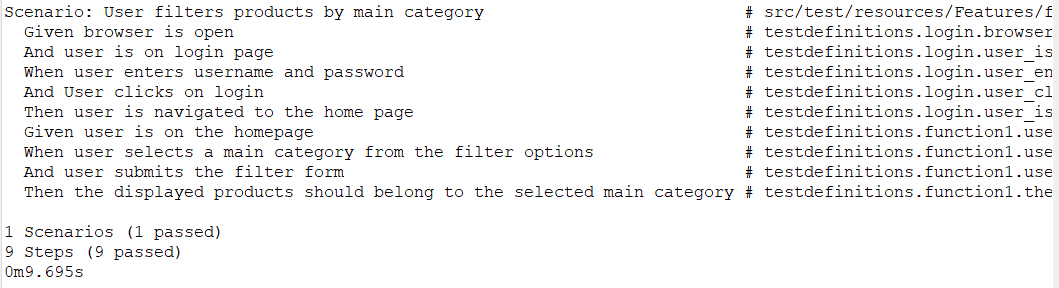 Scenario: User filters products by main category # src/test/resources/Features/f
Given browser is open # testdefinitions.login.browser
And user is on login page # testdefinitions.login.user_is
When user enters username and password # testdefinitions.login.user_en
And User clicks on login # testdefinitions.login.user_cl
Then user is navigated to the home page # testdefinitions.login.user_is
Given user is on the homepage # testdefinitions.function1.use
When user selects a main category from the filter options # testdefinitions.function1.use
And user submits the filter form # testdefinitions.function1.use
Then the displayed products should belong to the selected main category # testdefinitions.function1.the
1 Scenarios (1 passed)
9 Steps (9 passed)
0m9.695s